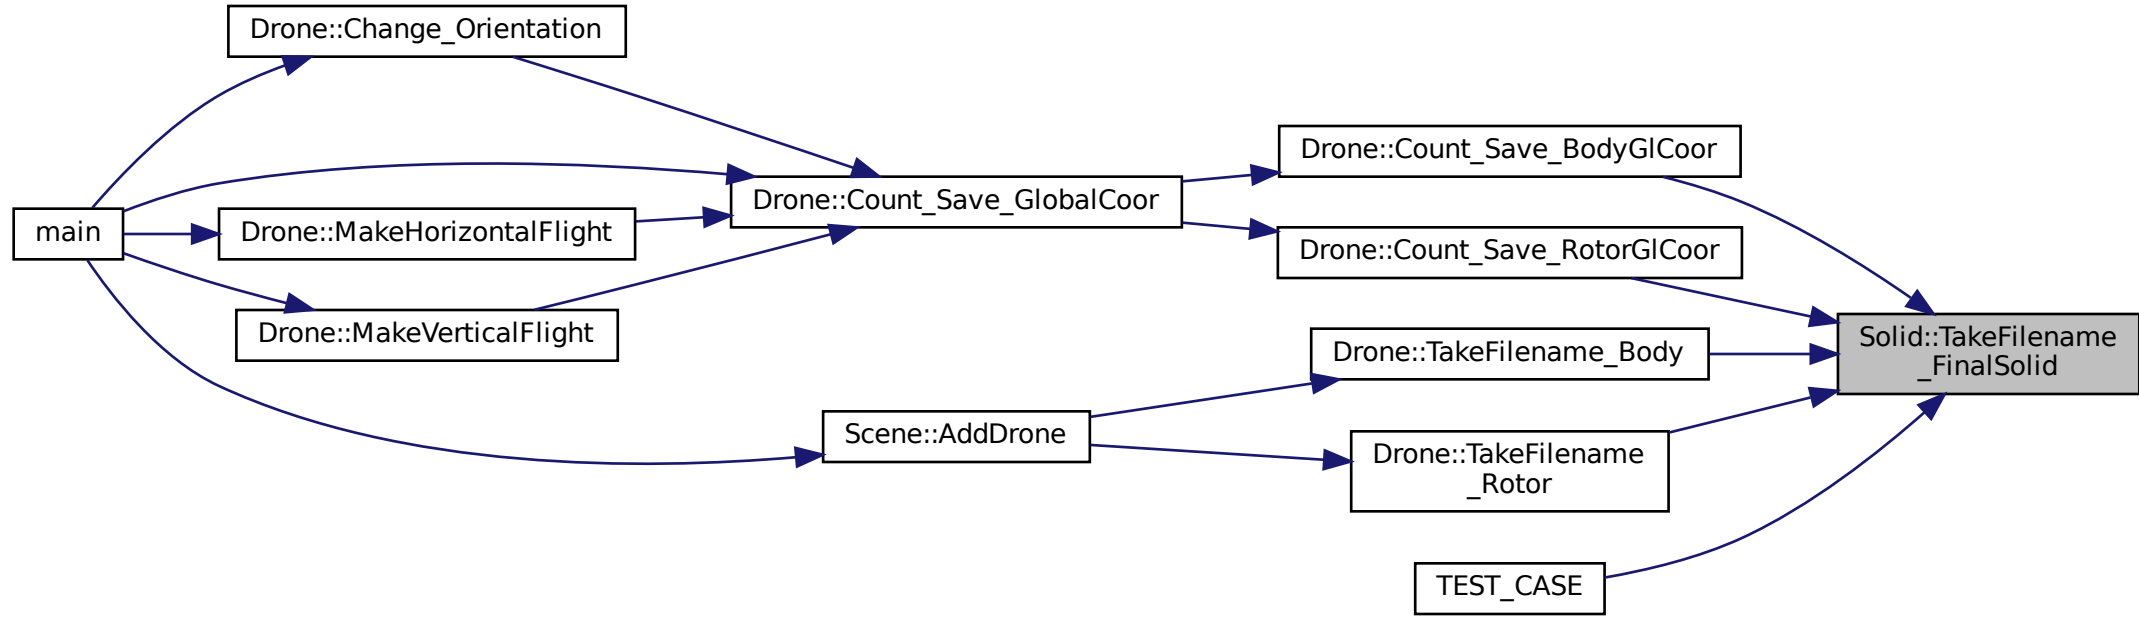 Drone::Change_Orientation
Drone::Count_Save_BodyGlCoor
Drone::Count_Save_GlobalCoor
main
Drone::MakeHorizontalFlight
Drone::Count_Save_RotorGlCoor
Drone::MakeVerticalFlight
Solid::TakeFilename
_FinalSolid
Drone::TakeFilename_Body
Scene::AddDrone
Drone::TakeFilename
_Rotor
TEST_CASE